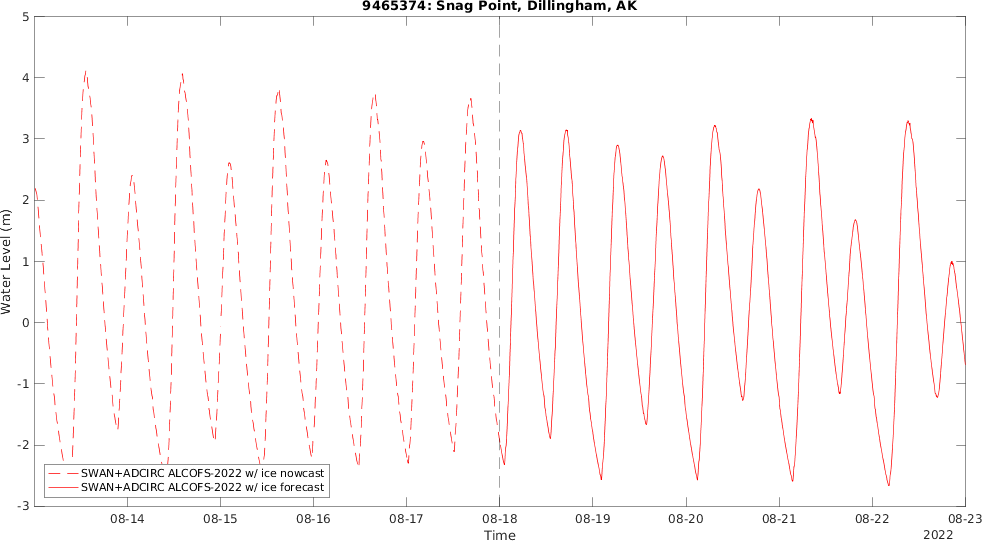 9465374: Snag Point, Dillingham, AK
5
4
3
2
1
0
-1
-2
-3
Water Level (m)
SWAN+ADCIRC ALCOFS-2022 w/ ice nowcast
SWAN+ADCIRC ALCOFS-2022 w/ ice forecast
08-14 08-15 08-16 08-17 08-18 08-19 08-20 08-21 08-22 08-23
Time
2022